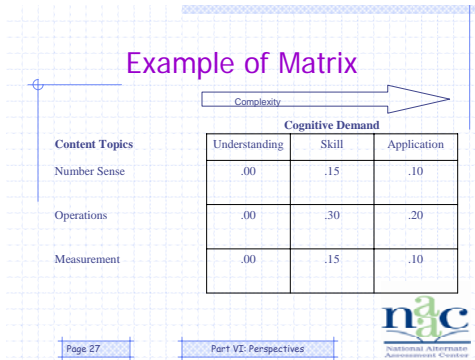 Example of Matrix
Complexity
Cognitive Demand
Content Topics Understanding Skill Application
Number Sense .00 .15 .10
Operations .00 .30 .20
Measurement .00 .15 .10
naac
National Alternate
Assessment Center
Page 27 Part VI: Perspectives